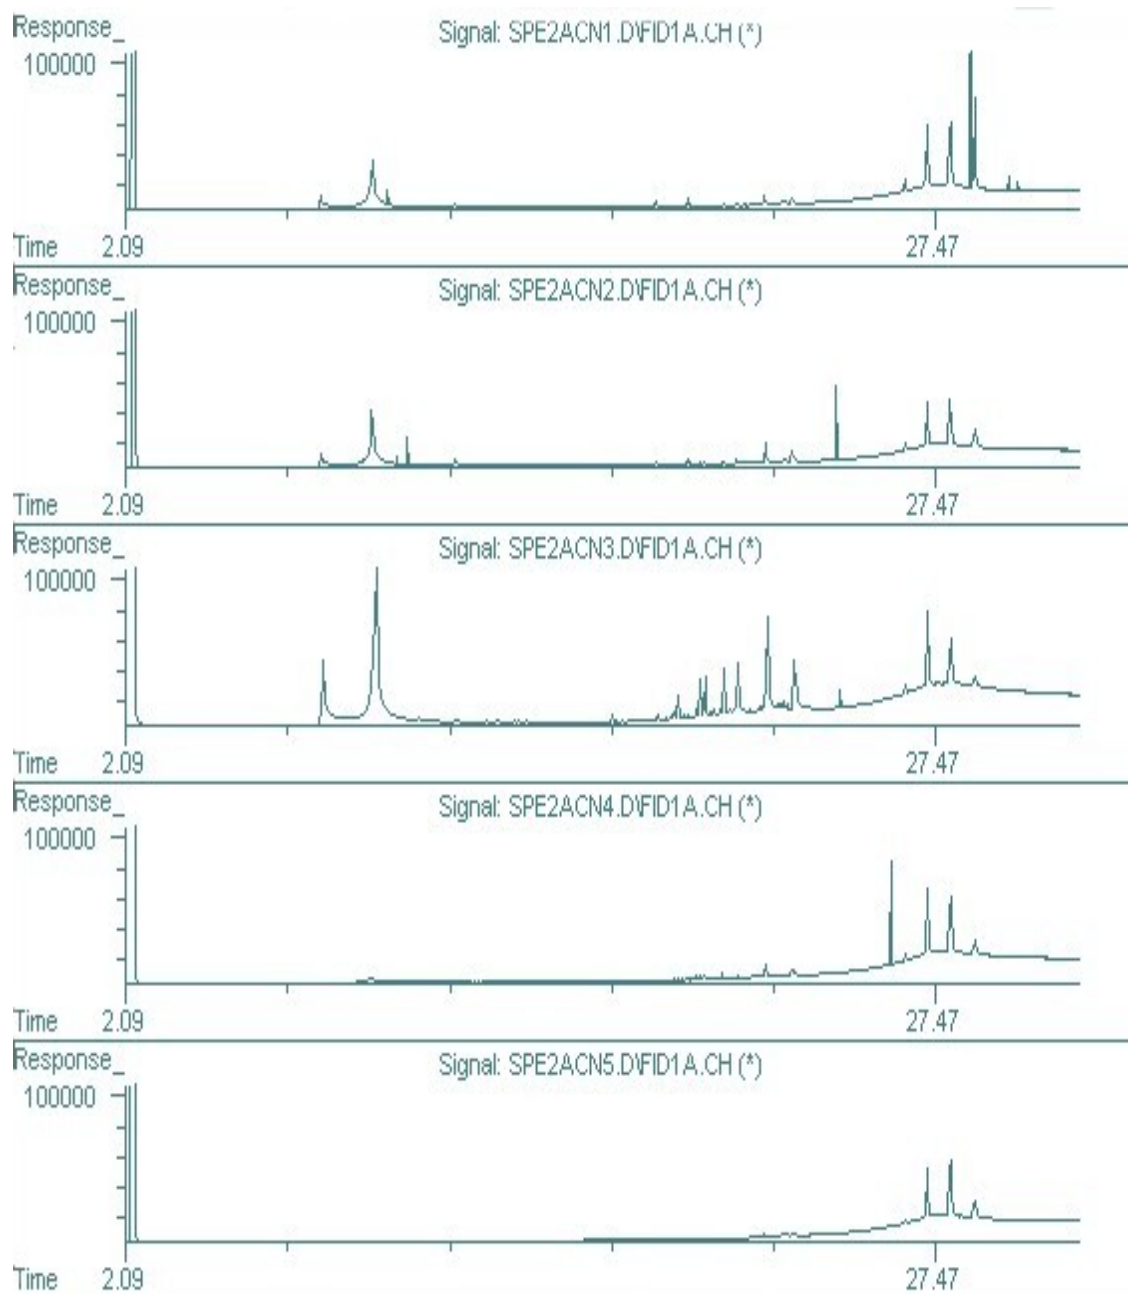 Response_
Signal: SPE2ACN1.D\FID1A.CH (*)
100000
Time 2.09 27.47
Response_
Signal: SPE2ACN2.D\FID1A.CH (*)
100000
Time 2.09 27.47
Response_
Signal: SPE2ACN3.D\FID1A.CH (*)
100000
Time 2.09 27.47
Response_
Signal: SPE2ACN4.D\FID1A.CH (*)
100000
Time 2.09 27.47
Response_
Signal: SPE2ACN5.D\FID1A.CH (*)
100000
Time 2.09 27.47